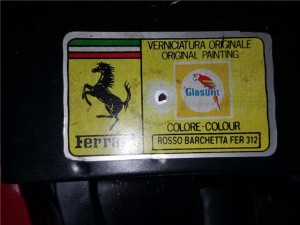 VERNICIATURA ORIGINALE
ORIGINAL PAINTING
Glasurit
Ferrari
COLORE-COLOUR
ROSSO BARCHETTA FER 312